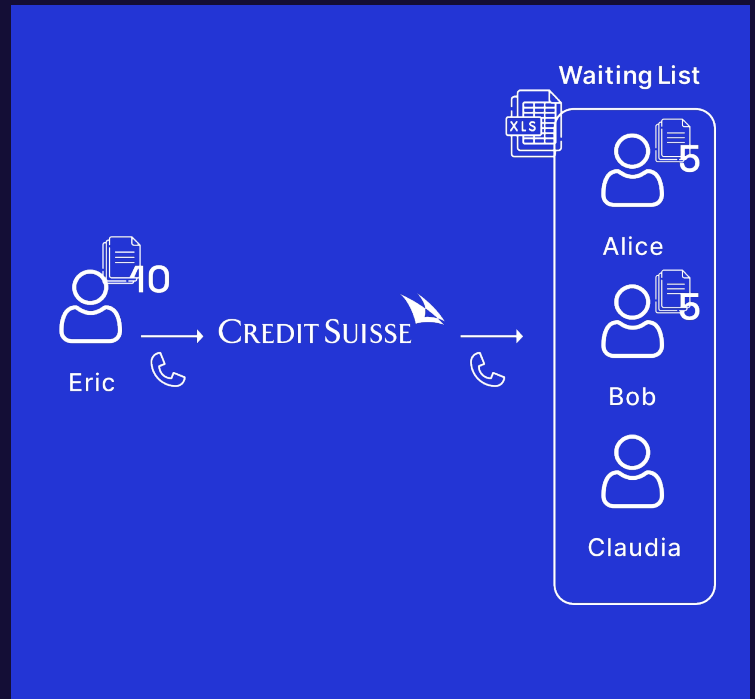 Waiting List
XLS
5
Alice
10
5
CREDIT SUISSE
Eric
Bob
Claudia